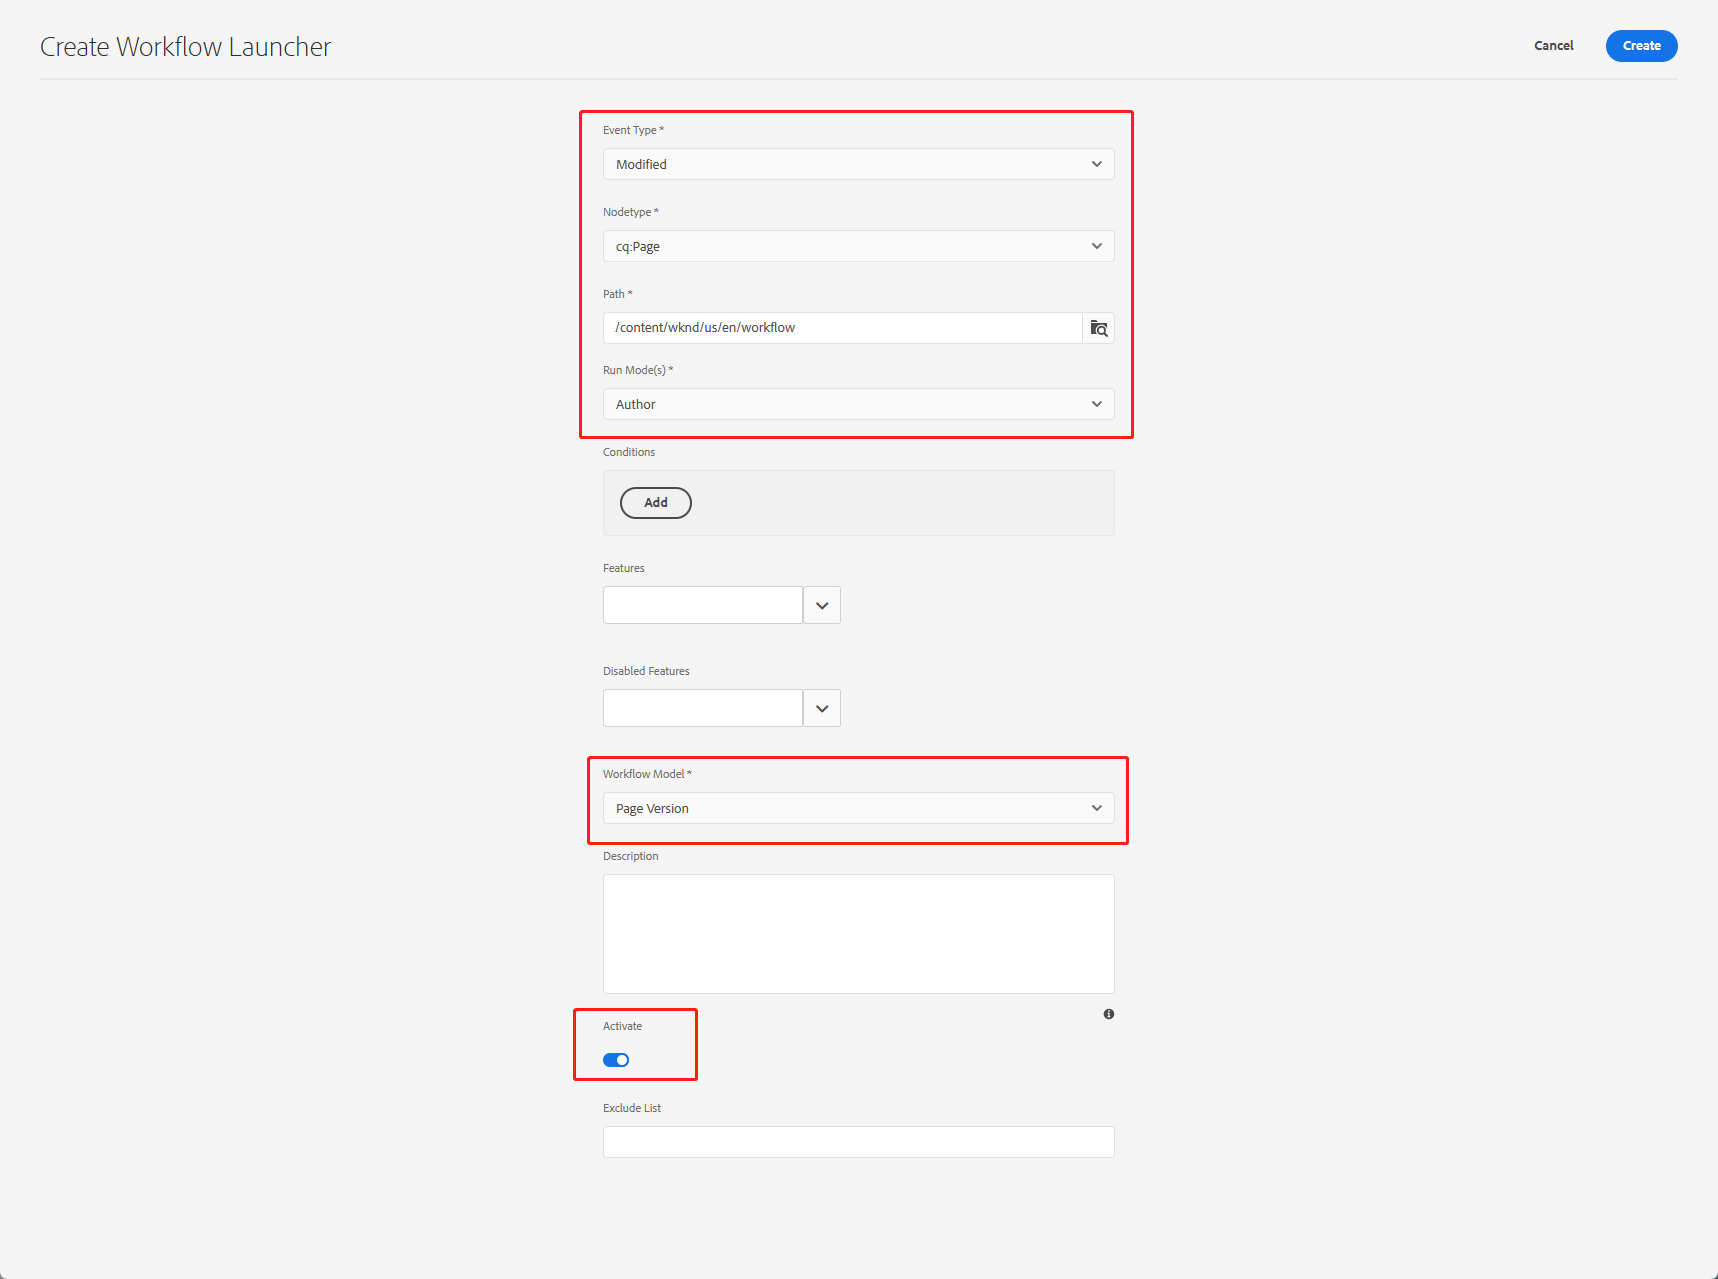 Create Workflow Launcher
Cancel
Create
Event Type *
Modified
Nodetype *
cq:Page
Path *
/content/wknd/us/en/workflow
Run Mode(s) *
Author
Conditions
Add
Features
Disabled Features
Workflow Model *
Page Version
Description
Activate
Exclude List